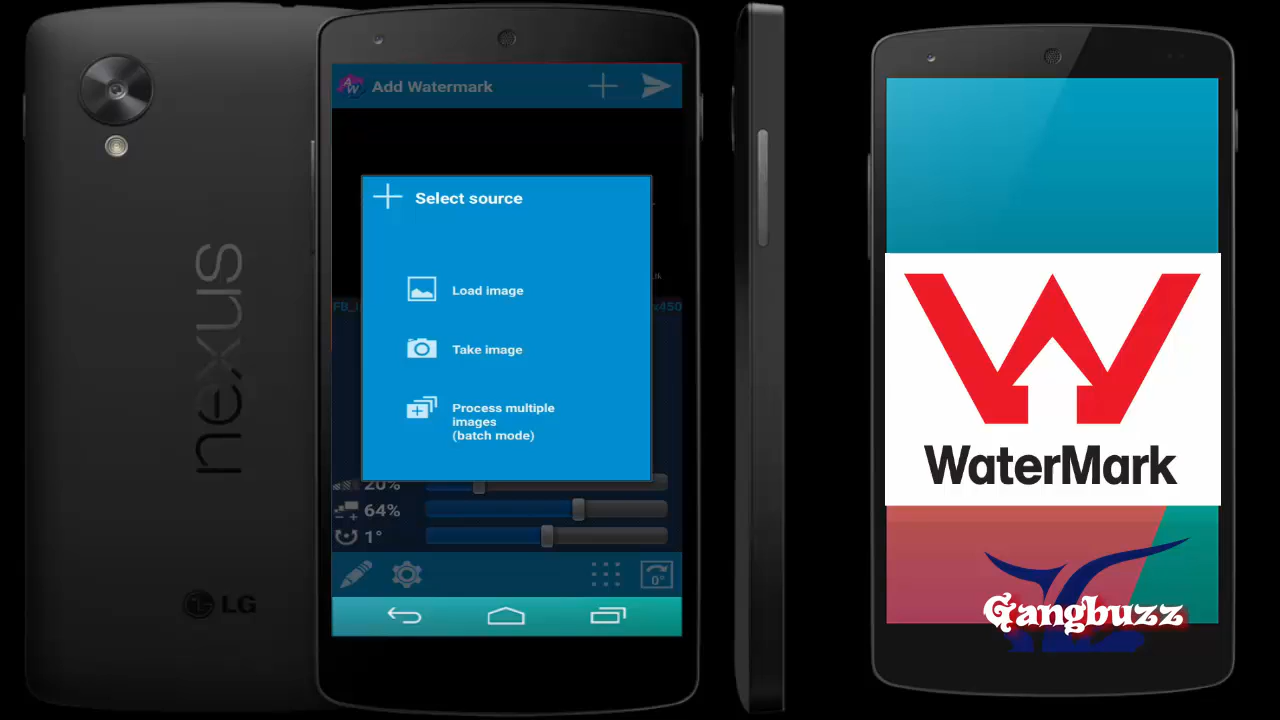 nexus
LG
Add Watermark
Select source
Load image
Take image
Process multiple
images
(batch mode)
x450
20%
64%
1°
0°
WaterMark
Gangbuzz